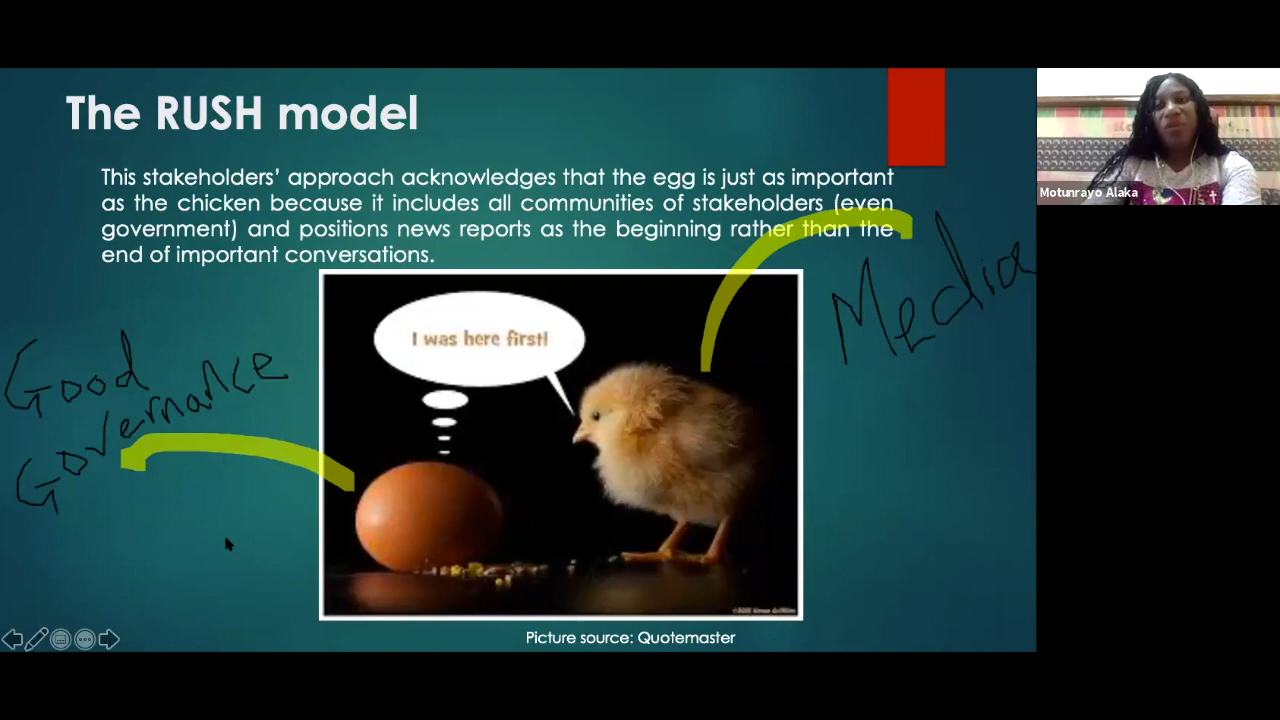 The RUSH model
This stakeholders' approach acknowledges that the egg is just as important
as the chicken because it includes all communities of stakeholders (even
government) and positions news reports as the beginning rather than the
end of important conversations.
Motunrayo Alaka
Media
I was here first!
Good
Governance
Picture source: Quotemaster